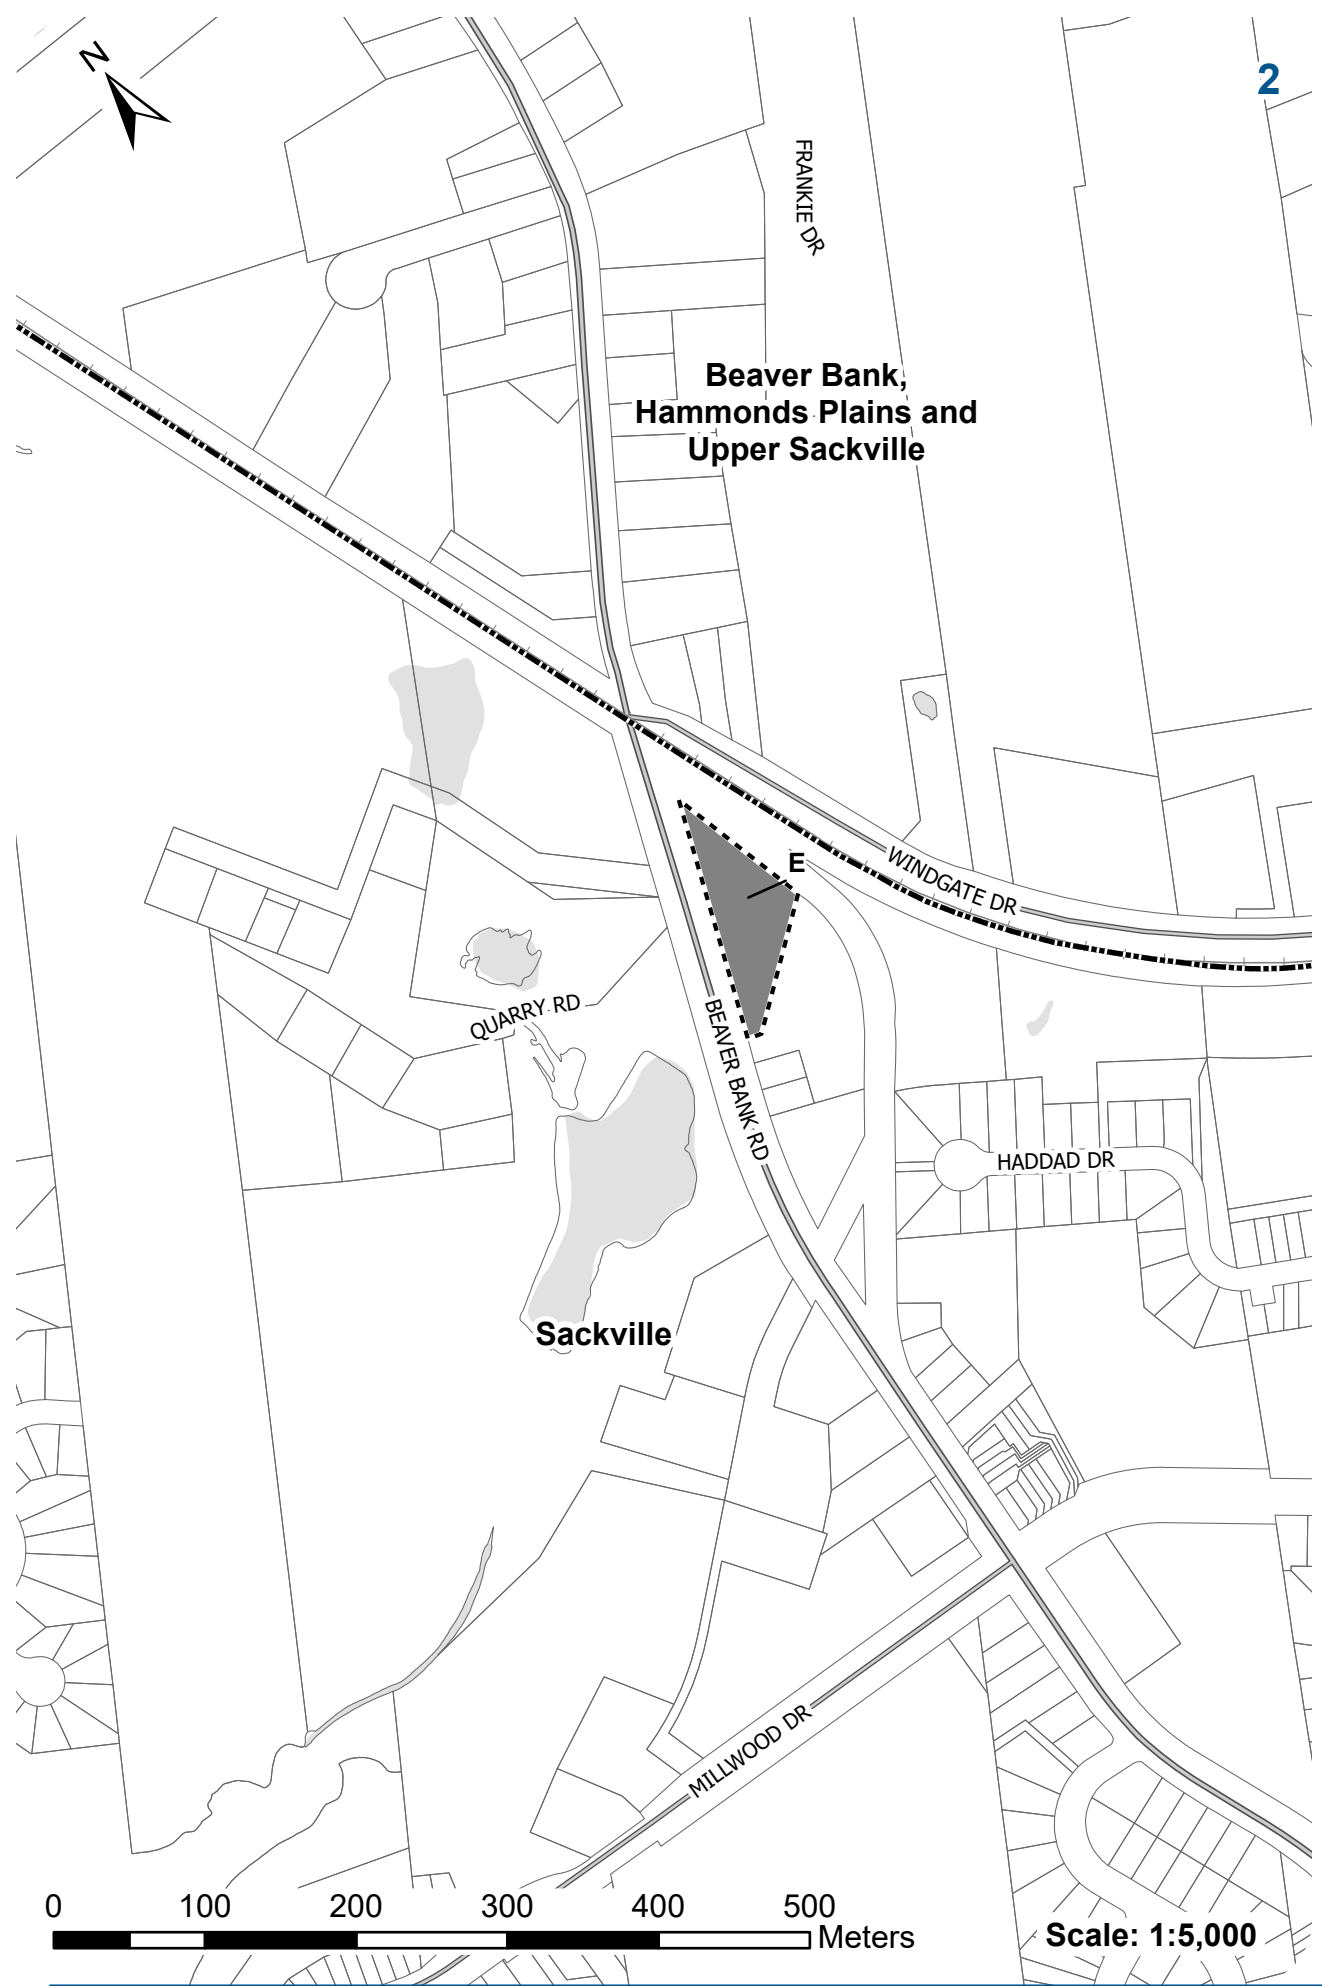 N
2
FRANKIE DR
Beaver Bank,
Hammonds Plains and
Upper Sackville
E
WINDGATE DR
QUARRY RD
BEAVER BANK RD
HADDAD DR
Sackville
MILLWOOD DR
0 100 200 300 400 500
Meters
Scale: 1:5,000